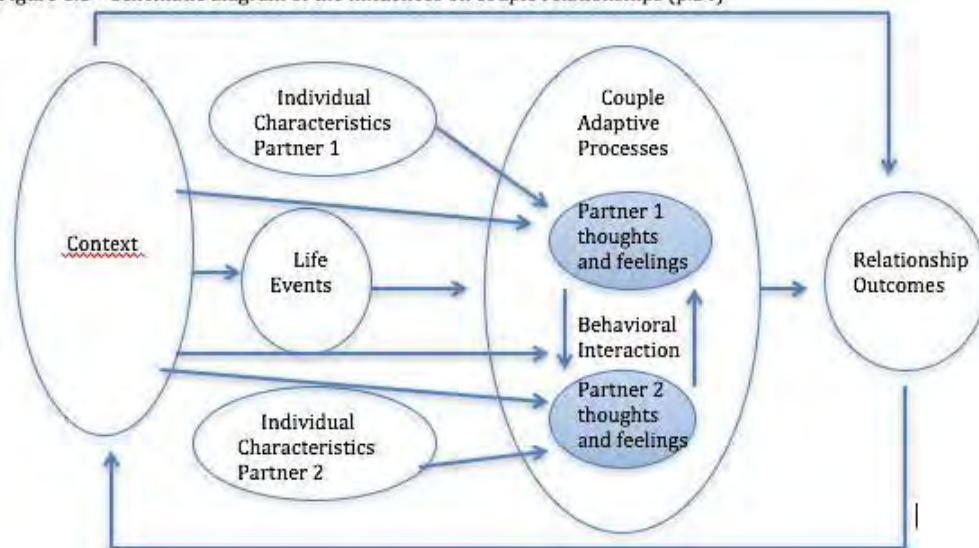 Individual
Characteristics
Partner 1
Couple
Adaptive
Processes
Partner 1
thoughts
and feelings
Context
Life
Events
Relationship
Outcomes
Behavioral
Interaction
Partner 2
thoughts
and feelings
Individual
Characteristics
Partner 2